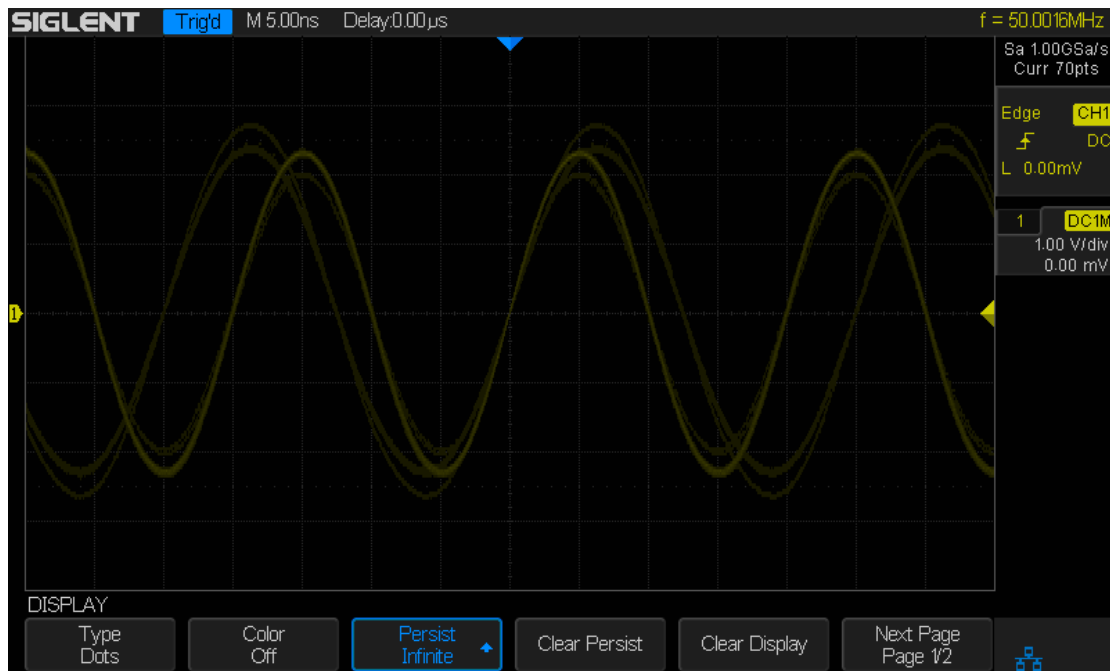 SIGLENT Trig'd M 5.00ns Delay:0.00µs f = 50.0016MHz
Sa 1.00GSa/s
Curr 70pts
Edge CH1
DC
L 0.00mV
1 DC1M
1.00 V/div
0.00 mV
1
DISPLAY
Type
Dots
Color
Off
Persist
Infinite
Clear Persist
Clear Display
Next Page
Page 1/2